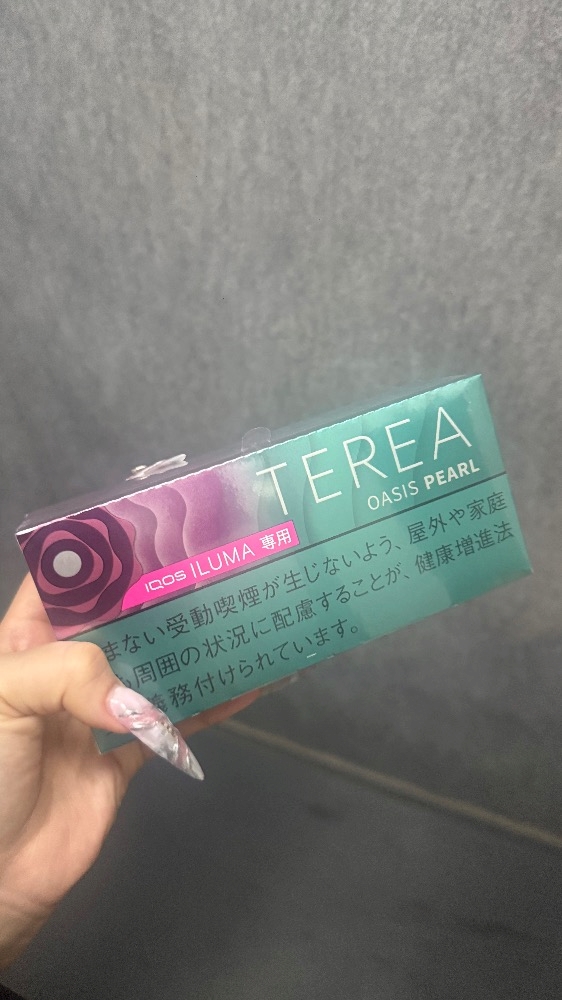 TEREA
OASIS PEARL
IQOS ILUMA 専用
まない受動喫煙が生じないよう、屋外や家庭
周囲の状況に配慮することが、健康増進法
務付けられています。